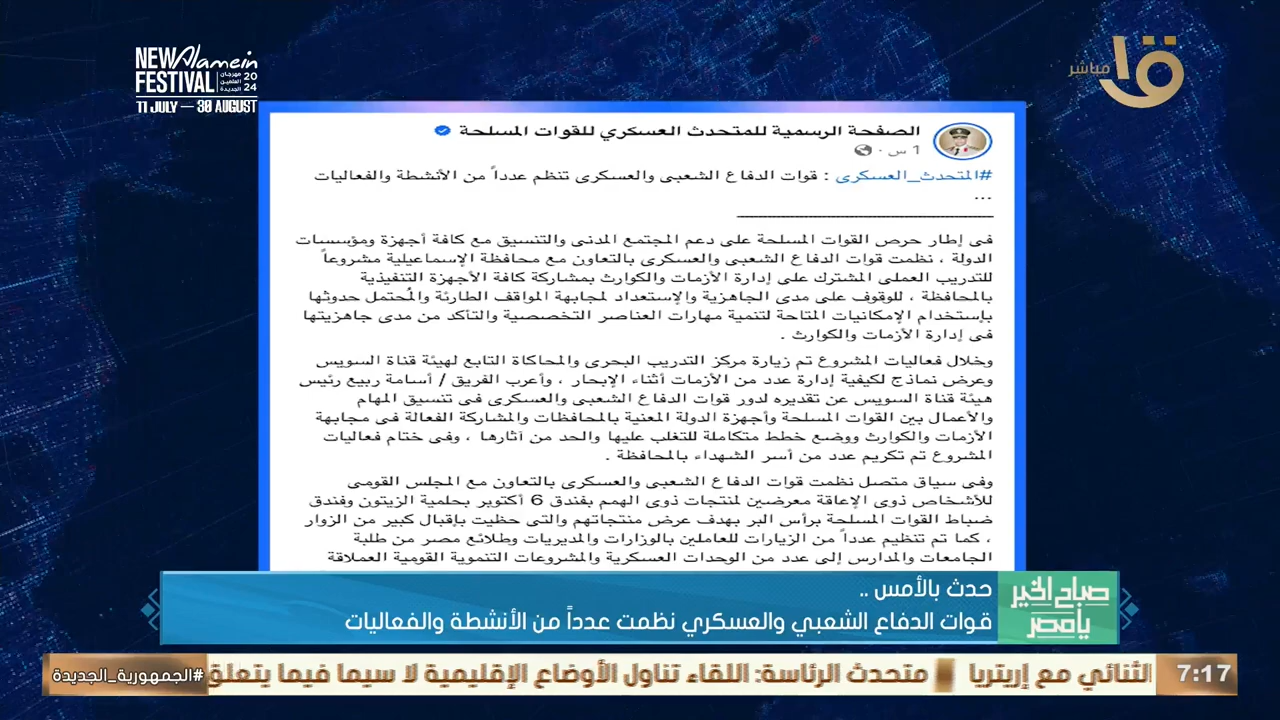 NEW Alamein
FESTIVAL
مهرجان
العلمين
الجديدة
2024
11 JULY — 30 AUGUST
مباشر
الصفحة الرسمية للمتحدث العسكري للقوات المسلحة
1 س ·
#المتحدث_العسكرى : قوات الدفاع الشعبى والعسكرى تنظم عدداً من الأنشطة والفعاليات
...
فى إطار حرص القوات المسلحة على دعم المجتمع المدنى والتنسيق مع كافة أجهزة ومؤسسات
الدولة ، نظمت قوات الدفاع الشعبى والعسكرى بالتعاون مع محافظة الإسماعيلية مشروعاً
للتدريب العملى المشترك على إدارة الأزمات والكوارث بمشاركة كافة الأجهزة التنفيذية
بالمحافظة ، للوقوف على مدى الجاهزية والإستعداد لمجابهة المواقف الطارئة والمُحتمل حدوثها
بإستخدام الإمكانيات المتاحة لتنمية مهارات العناصر التخصصية والتأكد من مدى جاهزيتها
فى إدارة الأزمات والكوارث .
وخلال فعاليات المشروع تم زيارة مركز التدريب البحرى والمحاكاة التابع لهيئة قناة السويس
وعرض نماذج لكيفية إدارة عدد من الأزمات أثناء الإبحار ، وأعرب الفريق / أسامة ربيع رئيس
هيئة قناة السويس عن تقديره لدور قوات الدفاع الشعبى والعسكرى فى تنسيق المهام
والأعمال بين القوات المسلحة وأجهزة الدولة المعنية بالمحافظات والمشاركة الفعالة فى مجابهة
الأزمات والكوارث ووضع خطط متكاملة للتغلب عليها والحد من آثارها ، وفى ختام فعاليات
المشروع تم تكريم عدد من أسر الشهداء بالمحافظة .
وفى سياق متصل نظمت قوات الدفاع الشعبى والعسكرى بالتعاون مع المجلس القومى
للأشخاص ذوى الإعاقة معرضين لمنتجات ذوى الهمم بفندق 6 أكتوبر بحلمية الزيتون وفندق
ضباط القوات المسلحة برأس البر بهدف عرض منتجاتهم والتى حظيت بإقبال كبير من الزوار
، كما تم تنظيم عدداً من الزيارات للعاملين بالوزارات والمديريات وطلائع مصر من طلبة
الجامعات والمدارس إلى عدد من الوحدات العسكرية والمشروعات التنموية القومية العملاقة
صباح الخير
يا مصر
حدث بالأمس ..
قوات الدفاع الشعبي والعسكري نظمت عدداً من الأنشطة والفعاليات
7:17
الثنائي مع إريتريا
متحدث الرئاسة: اللقاء تناول الأوضاع الإقليمية لا سيما فيما يتعلق
#الجمهورية_الجديدة